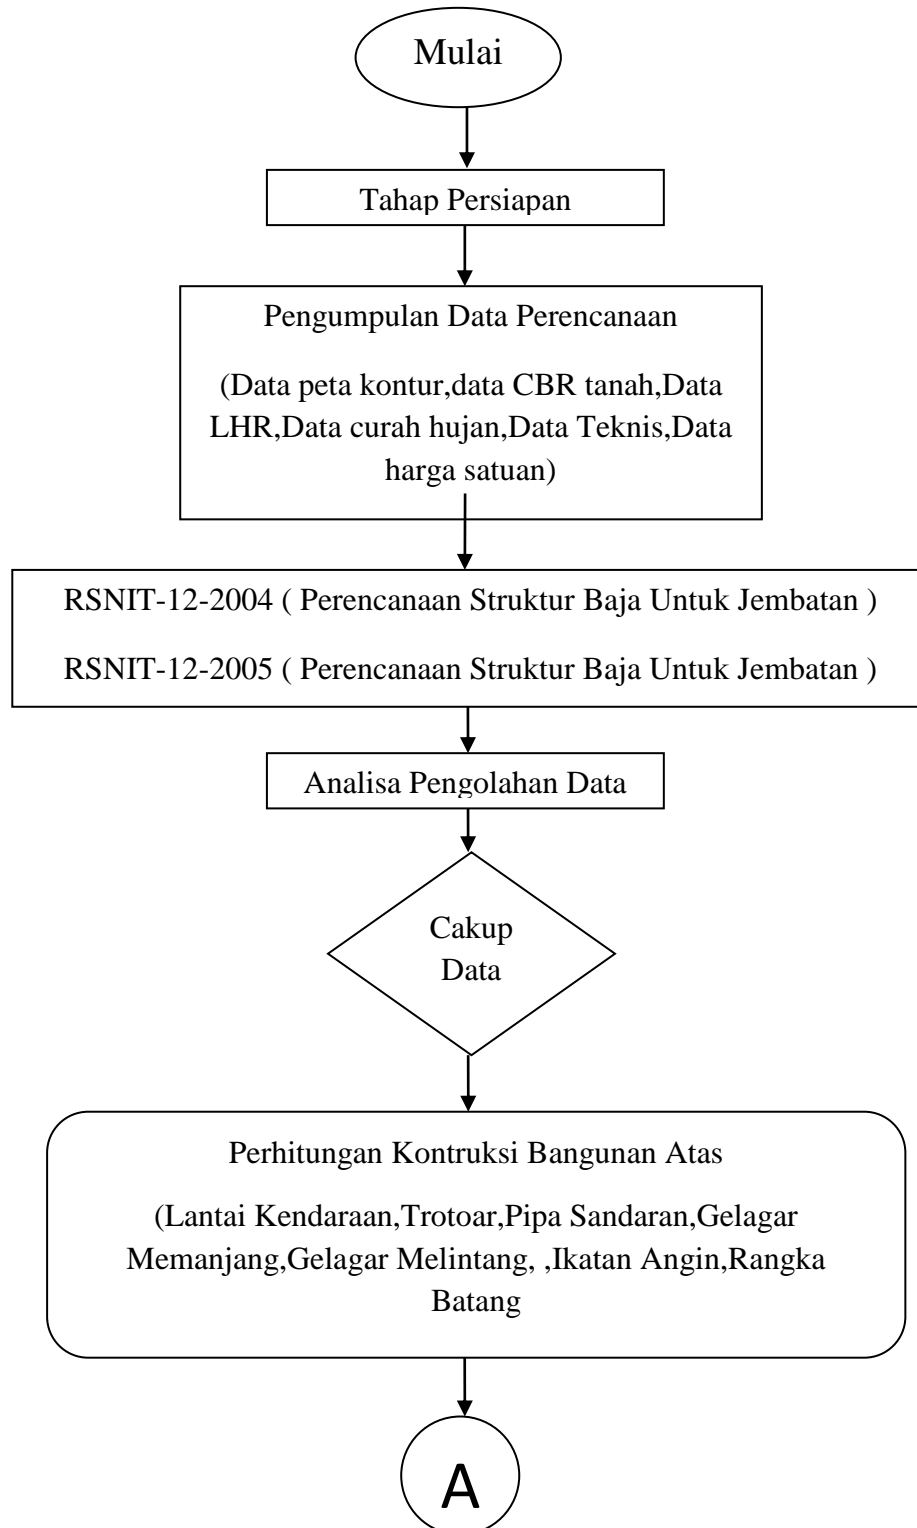 Mulai
Tahap Persiapan
Pengumpulan Data Perencanaan
(Data peta kontur,data CBR tanah,Data
LHR,Data curah hujan,Data Teknis,Data
harga satuan)
RSNIT-12-2004 ( Perencanaan Struktur Baja Untuk Jembatan )
RSNIT-12-2005 ( Perencanaan Struktur Baja Untuk Jembatan )
Analisa Pengolahan Data
Cakup
Data
Perhitungan Kontruksi Bangunan Atas
(Lantai Kendaraan,Trotoar,Pipa Sandaran,Gelagar
Memanjang,Gelagar Melintang, ,Ikatan Angin,Rangka
Batang
A